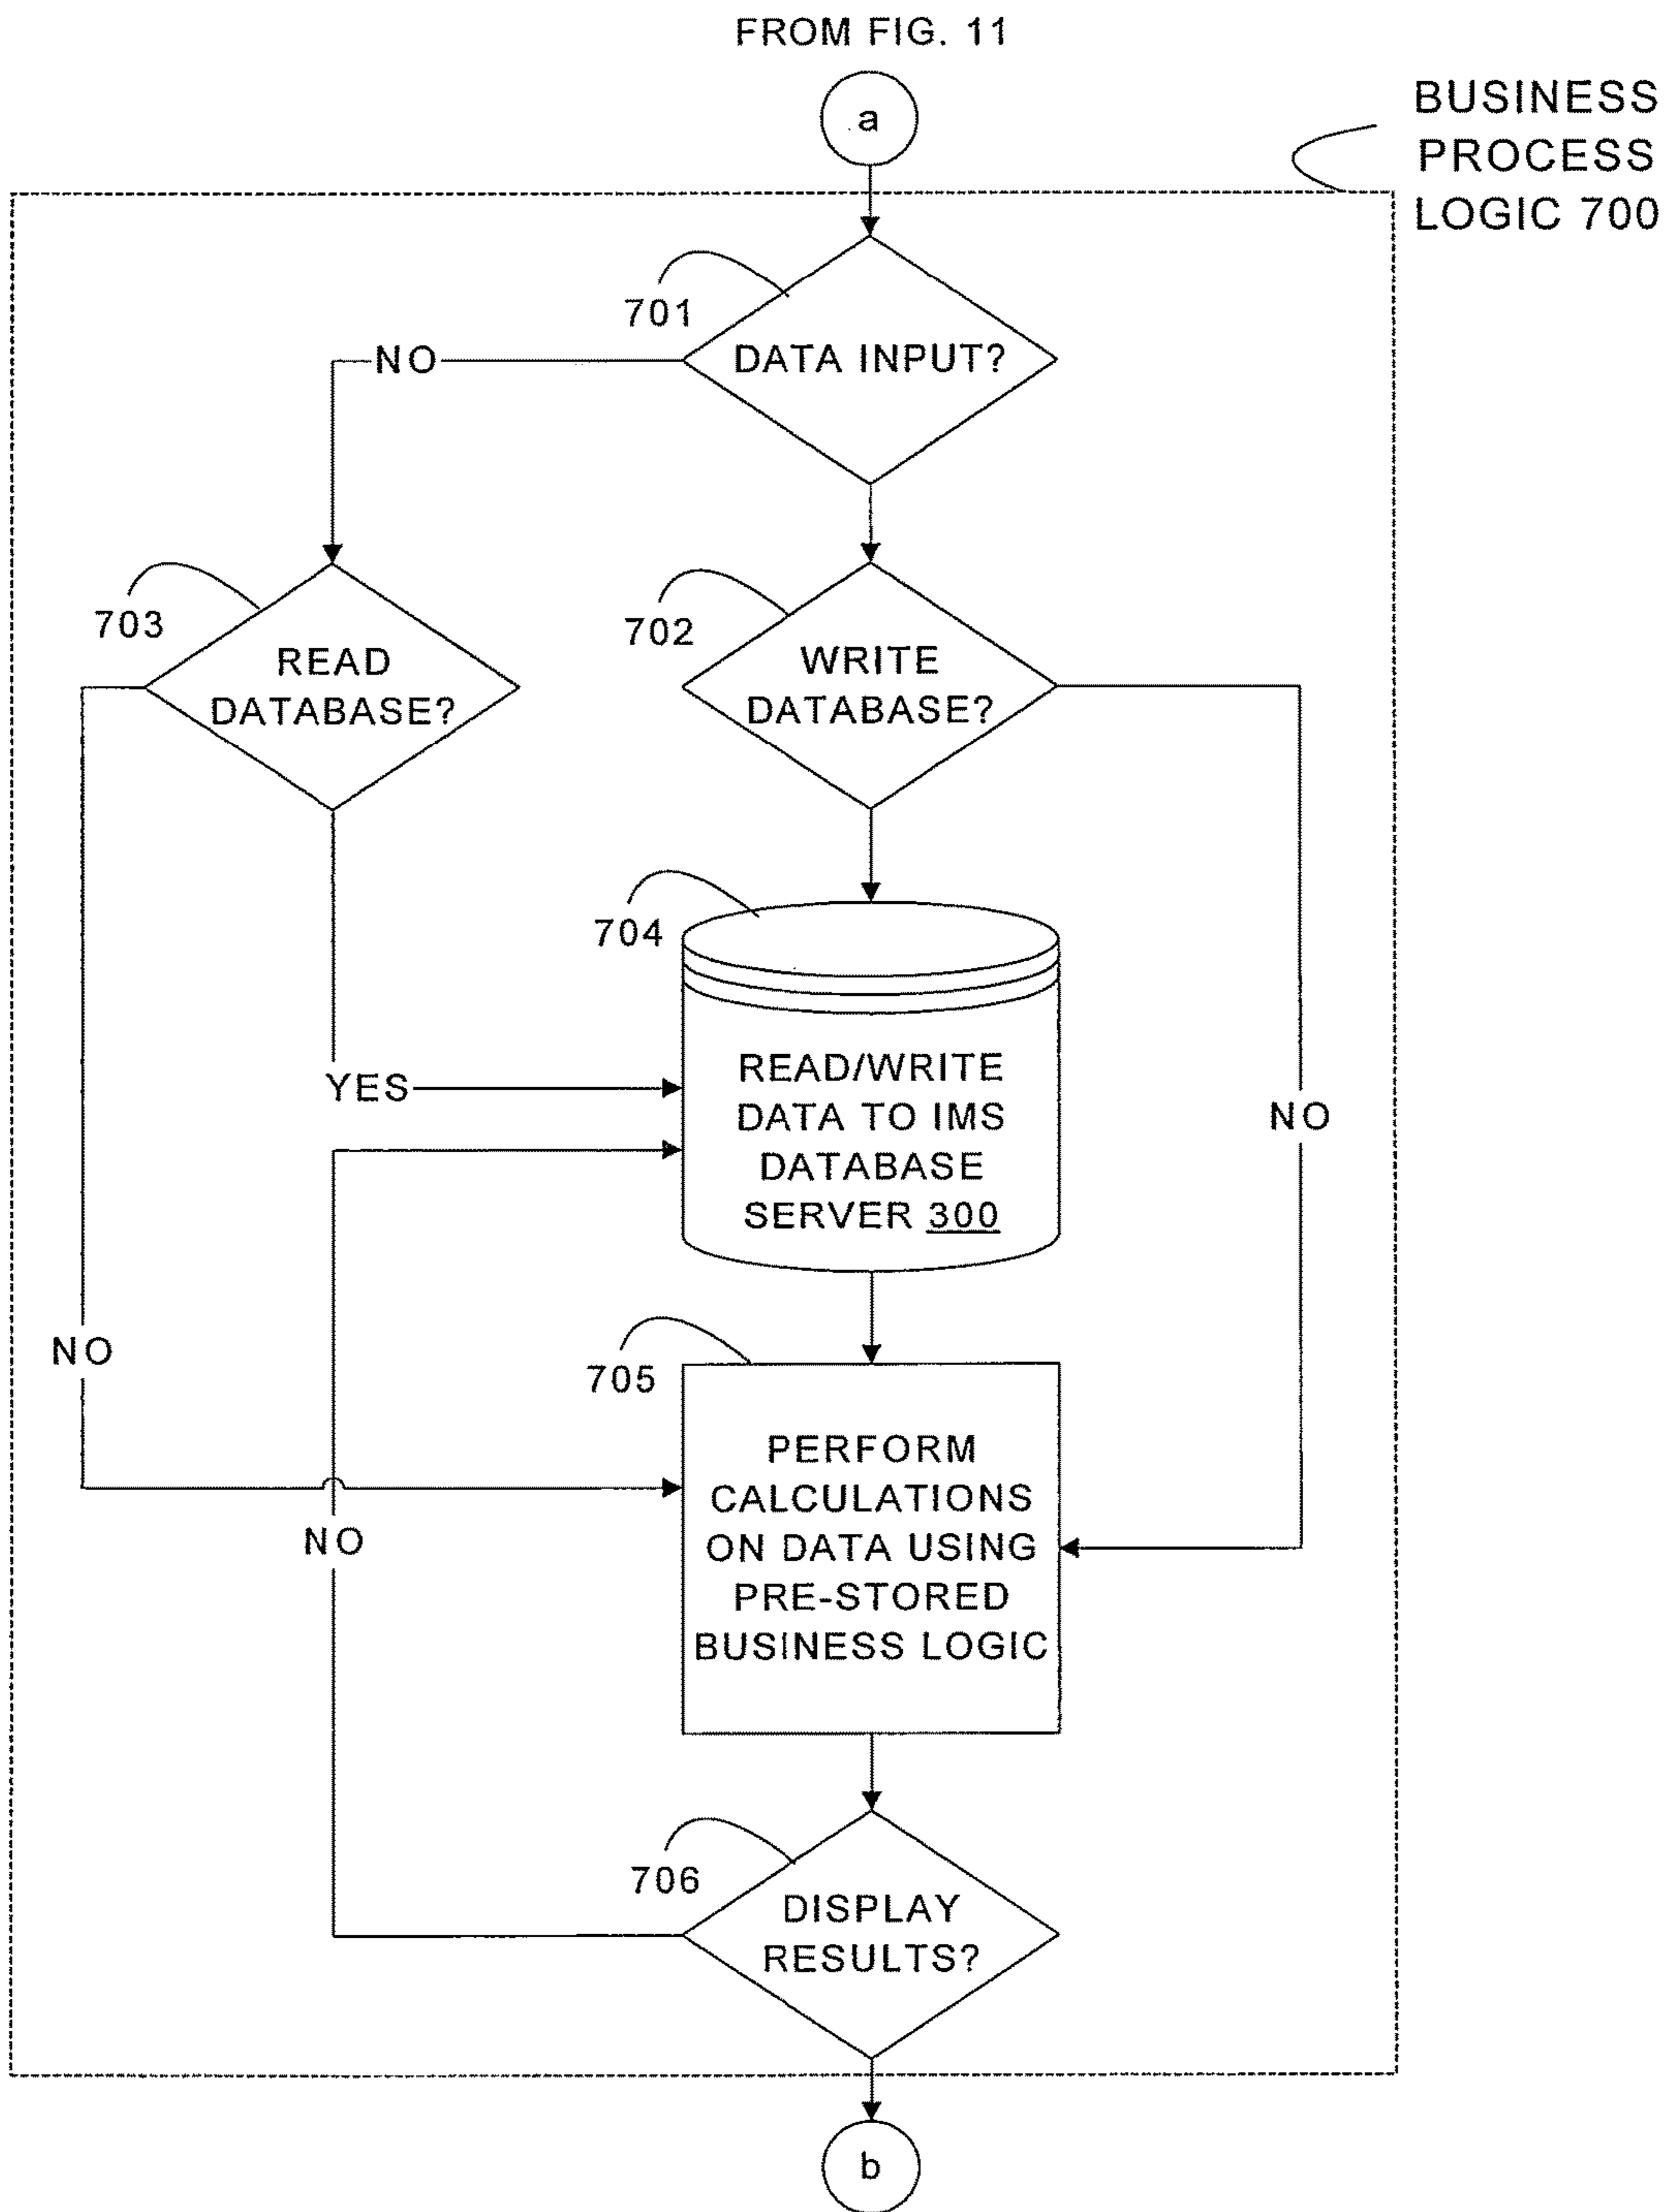 FROM FIG. 11
a
BUSINESS
PROCESS
LOGIC 700
701
DATA INPUT?
NO
703
READ
DATABASE?
702
WRITE
DATABASE?
704
READ/WRITE
DATA TO IMS
DATABASE
SERVER 300
YES
NO
NO
705
PERFORM
CALCULATIONS
ON DATA USING
PRE-STORED
BUSINESS LOGIC
NO
706
DISPLAY
RESULTS?
b